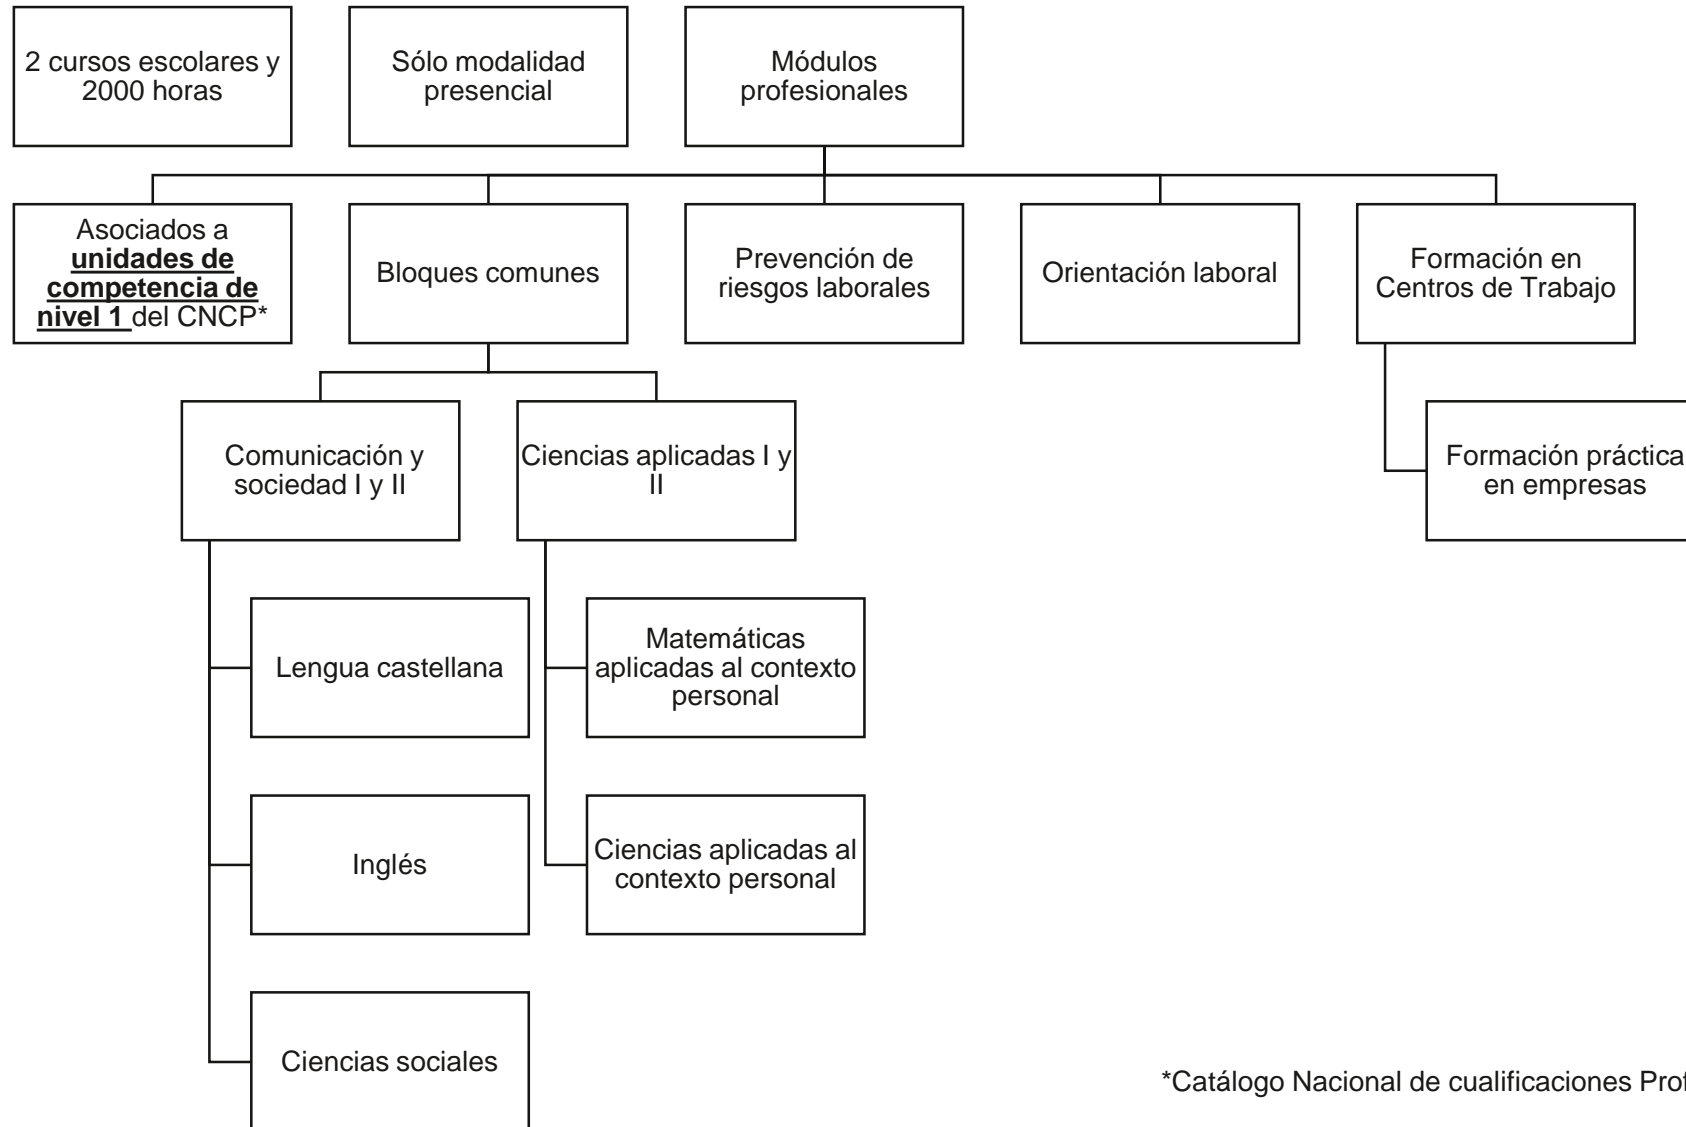 2 cursos escolares y
2000 horas
Sólo modalidad
presencial
Módulos
profesionales
Asociados a
unidades de
competencia de
nivel 1 del CNCP*
Bloques comunes
Prevención de
riesgos laborales
Orientación laboral
Formación en
Centros de Trabajo
Comunicación y
sociedad I y II
Ciencias aplicadas I y
II
Formación práctica
en empresas
Lengua castellana
Matemáticas
aplicadas al contexto
personal
Inglés
Ciencias aplicadas al
contexto personal
Ciencias sociales
*Catálogo Nacional de cualificaciones